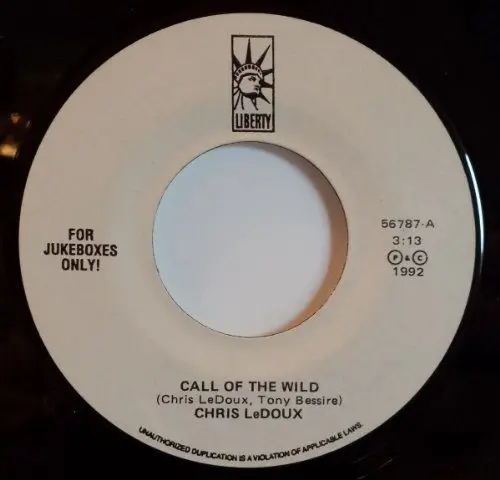 LIBERTY
FOR
JUKEBOXES
ONLY!
56787-A
3:13
Ⓟ & Ⓒ
1992
CALL OF THE WILD
(Chris LeDoux, Tony Bessire)
CHRIS LeDOUX
UNAUTHORIZED DUPLICATION IS A VIOLATION OF APPLICABLE LAWS.